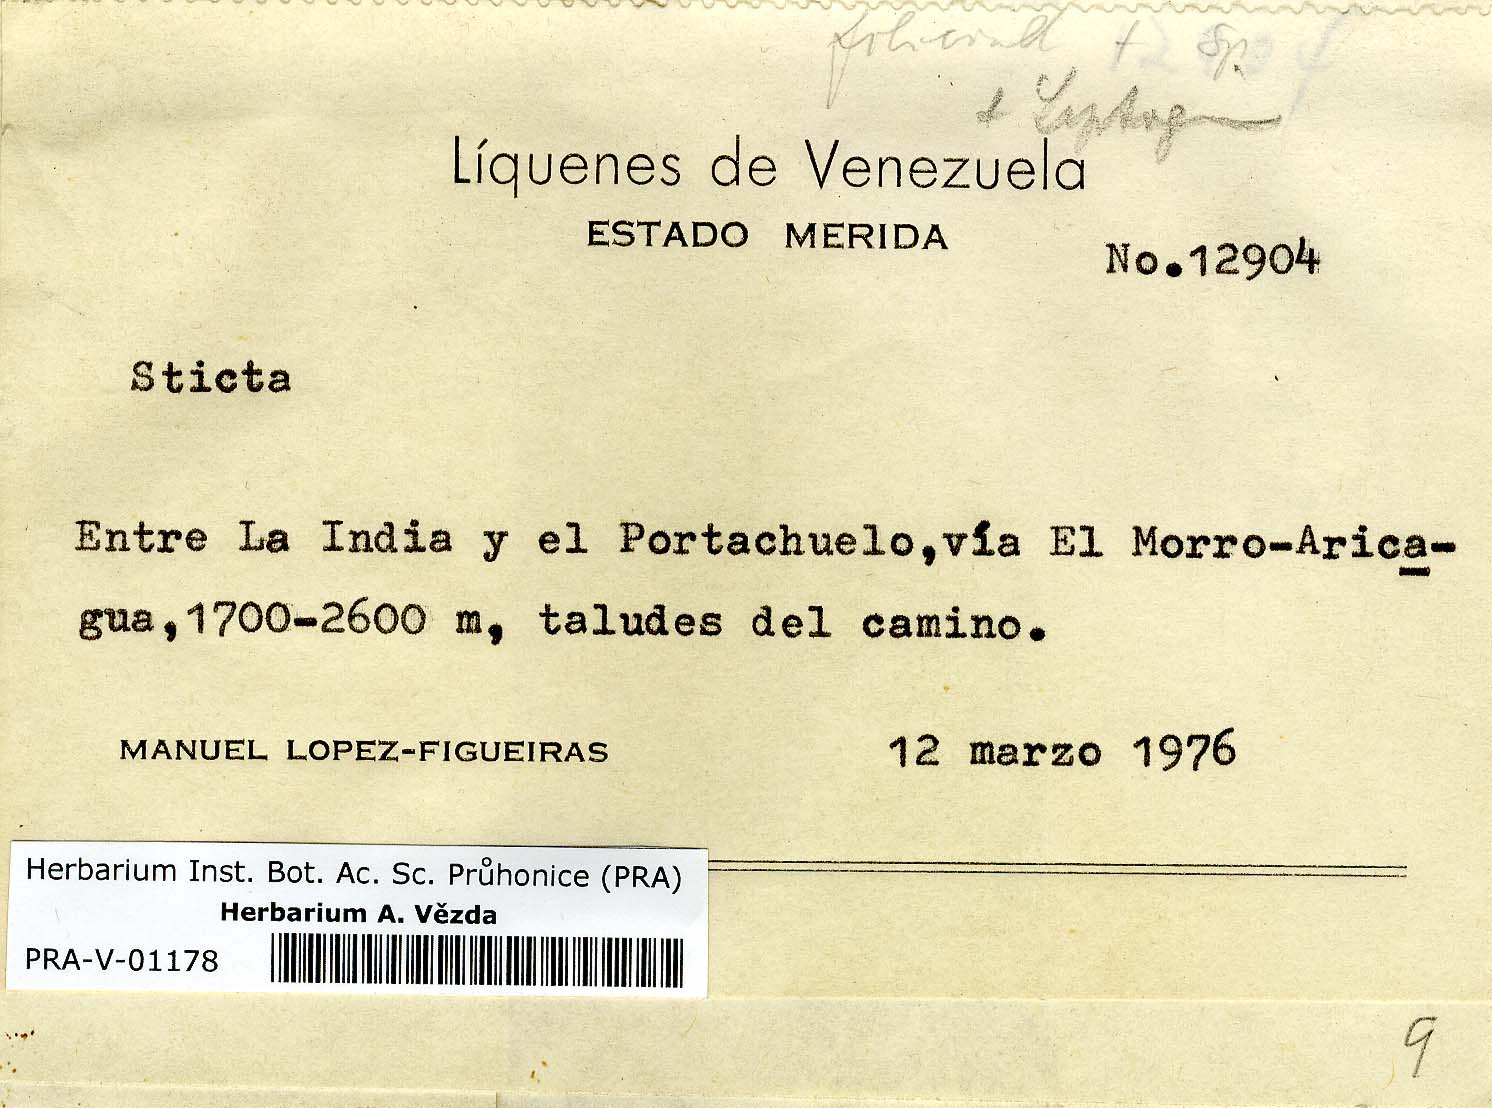 + Sp.
+ Leptog
Líquenes de Venezuela
ESTADO MERIDA
No.12904
Sticta
Entre La India y el Portachuelo,vía El Morro-Arica-
gua,1700-2600 m, taludes del camino.
MANUEL LOPEZ-FIGUEIRAS
12 marzo 1976
Herbarium Inst. Bot. Ac. Sc. Průhonice (PRA)
Herbarium A. Vězda
PRA-V-01178
9